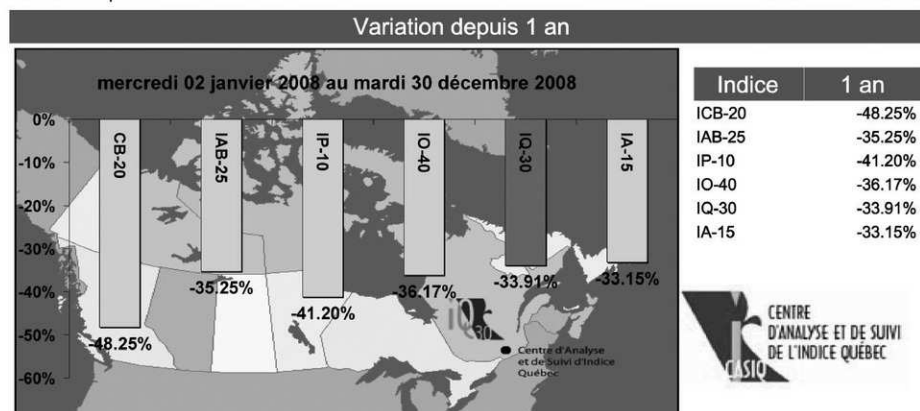 Variation depuis 1 an
mercredi 02 janvier 2008 au mardi 30 décembre 2008
0%
-10%
-20%
-30%
-40%
-50%
-60%
CB-20
IAB-25
IP-10
IO-40
IQ-30
IA-15
-48.25%
-35.25%
-41.20%
-36.17%
-33.91%
-33.15%
iQ30
Centre d'Analyse
et de Suivi d'Indice
Québec
Indice 1 an
ICB-20 -48.25%
IAB-25 -35.25%
IP-10 -41.20%
IO-40 -36.17%
IQ-30 -33.91%
IA-15 -33.15%
CENTRE
D'ANALYSE ET DE SUIVI
DE L'INDICE QUÉBEC
CASIQ